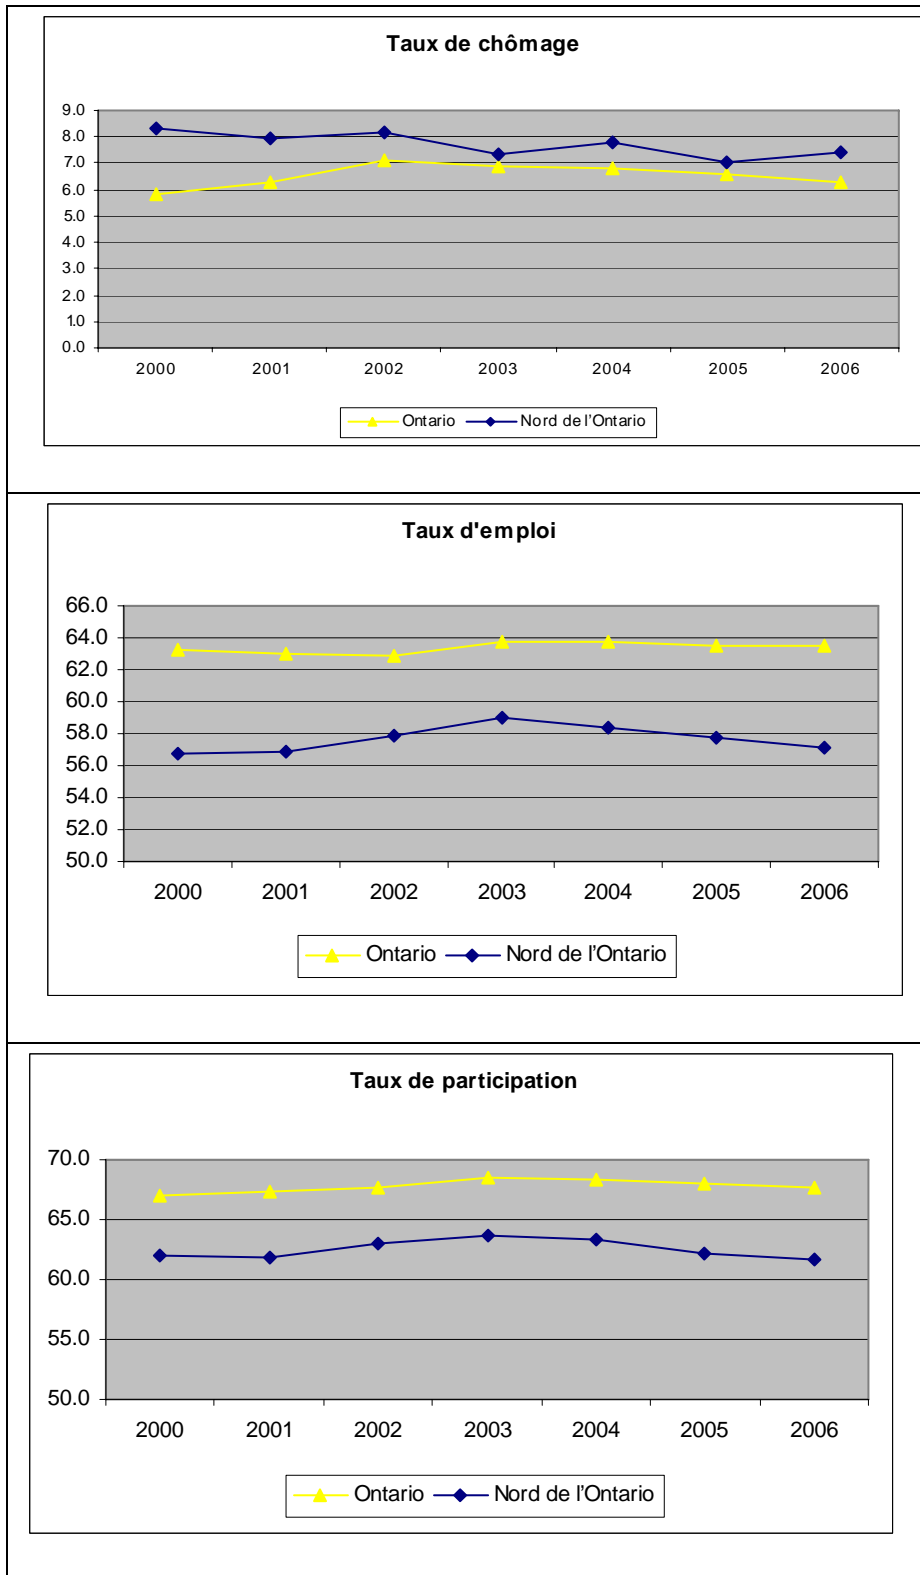 Taux de chômage
9.0
8.0
7.0
6.0
5.0
4.0
3.0
2.0
1.0
0.0
2000 2001 2002 2003 2004 2005 2006
Ontario Nord de l'Ontario
Taux d'emploi
66.0
64.0
62.0
60.0
58.0
56.0
54.0
52.0
50.0
2000 2001 2002 2003 2004 2005 2006
Ontario Nord de l'Ontario
Taux de participation
70.0
65.0
60.0
55.0
50.0
2000 2001 2002 2003 2004 2005 2006
Ontario Nord de l'Ontario